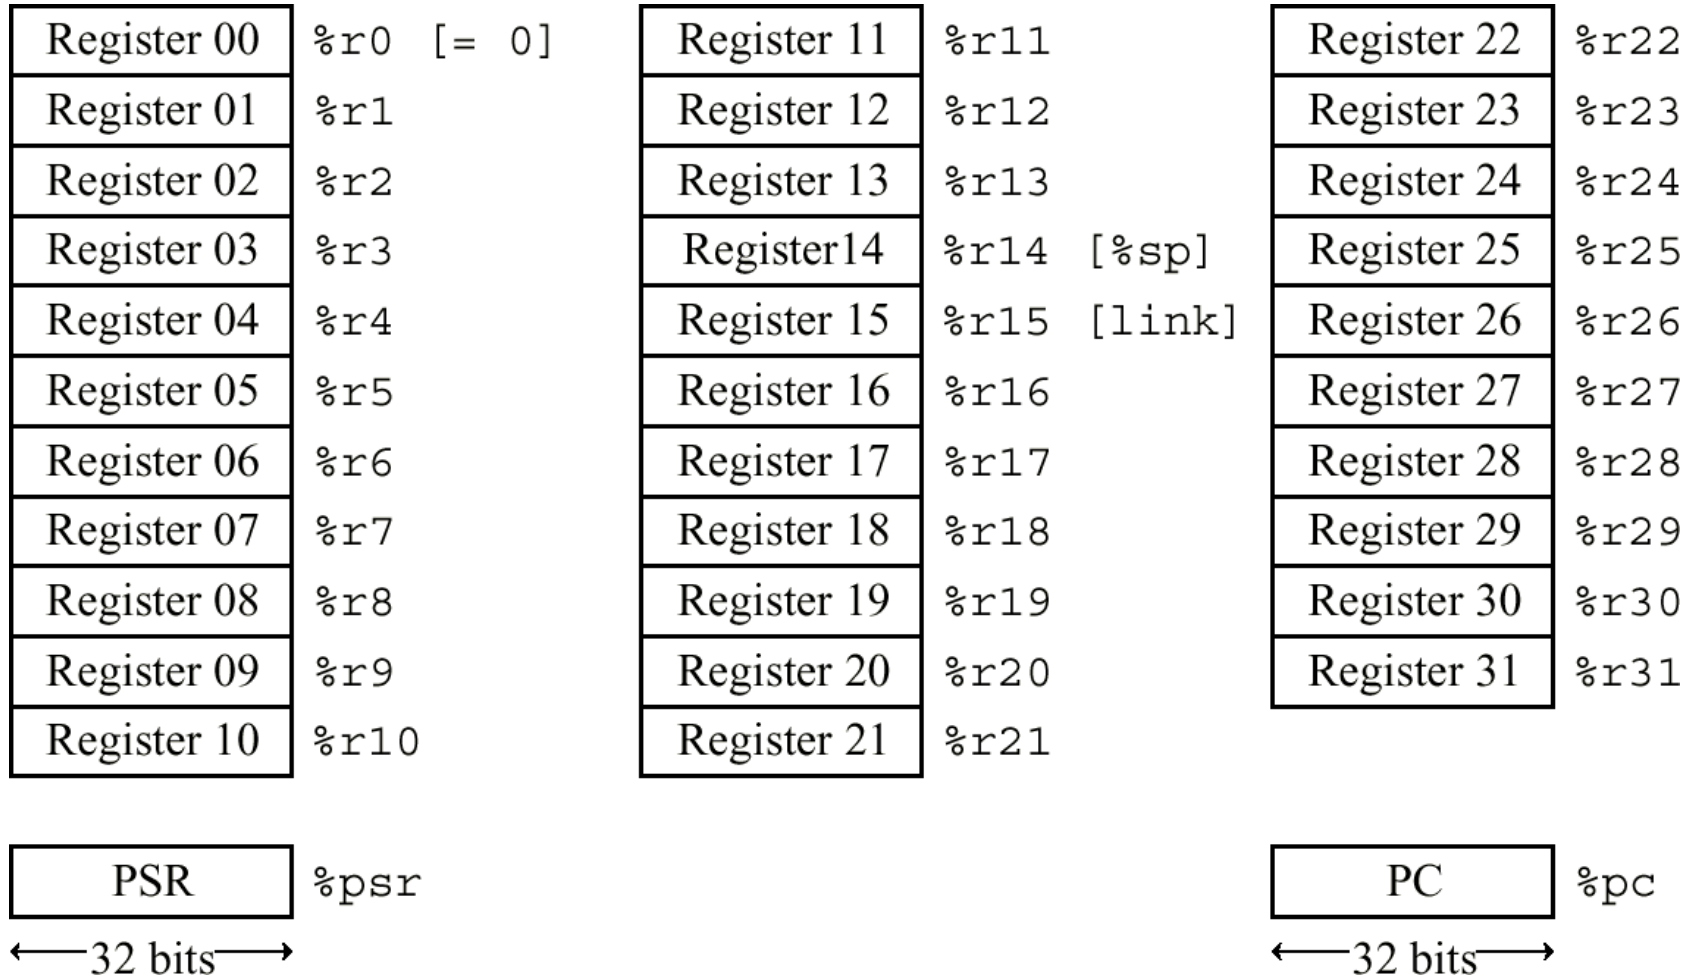 Register 00 %r0 [= 0]
Register 01 %r1
Register 02 %r2
Register 03 %r3
Register 04 %r4
Register 05 %r5
Register 06 %r6
Register 07 %r7
Register 08 %r8
Register 09 %r9
Register 10 %r10
Register 11 %r11
Register 12 %r12
Register 13 %r13
Register14 %r14 [%sp]
Register 15 %r15 [link]
Register 16 %r16
Register 17 %r17
Register 18 %r18
Register 19 %r19
Register 20 %r20
Register 21 %r21
Register 22 %r22
Register 23 %r23
Register 24 %r24
Register 25 %r25
Register 26 %r26
Register 27 %r27
Register 28 %r28
Register 29 %r29
Register 30 %r30
Register 31 %r31
PSR %psr
32 bits
PC %pc
32 bits